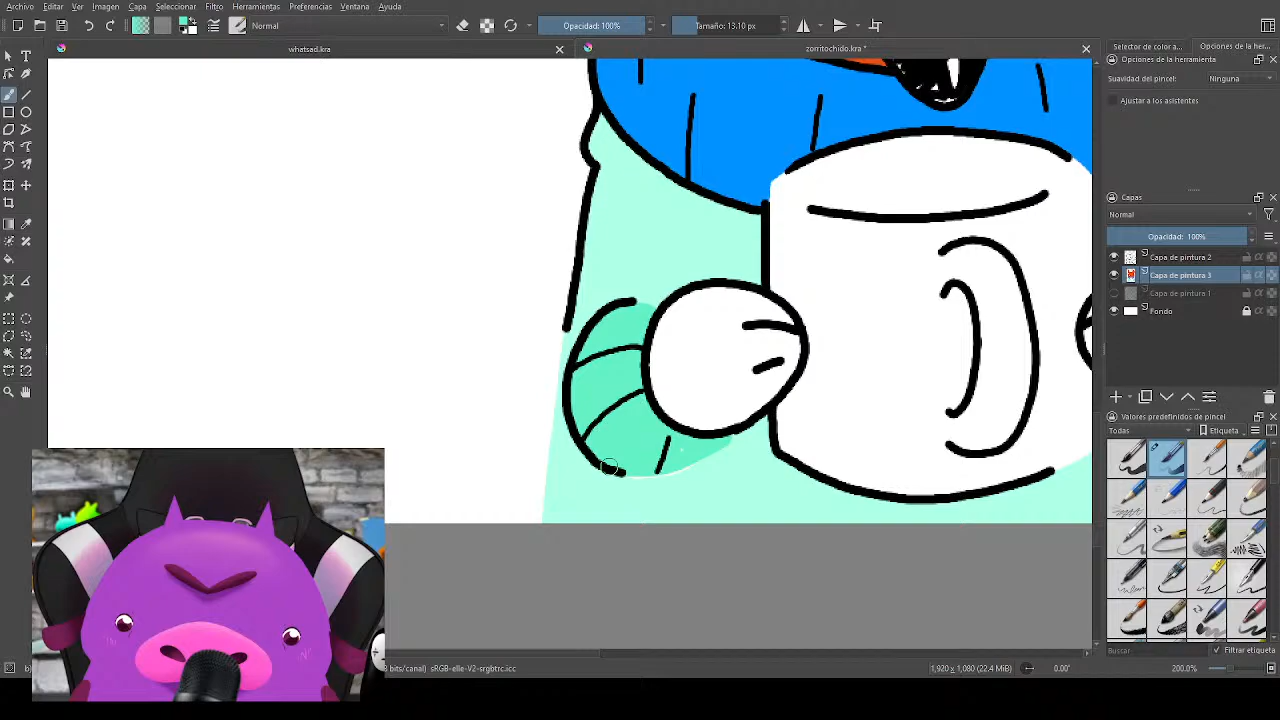 Archivo Editar Ver Imagen Capa Seleccionar Filtro Herramientas Preferencias Ventana Ayuda
Normal Opacidad: 100% Tamaño: 13.10 px
whatsad.kra zorritochido.kra *
Selector de color a... Opciones de la her...
Opciones de la herramienta
Suavidad del pincel: Ninguna
Ajustar a los asistentes
Capas
Normal
Opacidad: 100%
Capa de pintura 2
Capa de pintura 3
Capa de pintura 1
Fondo
Valores predefinidos de pincel
Todas Etiqueta
Buscar Filtrar etiqueta
bits/canal) sRGB-elle-V2-srgbtrc.icc 1,920 x 1,080 (22.4 MiB) 0.00° 200.0%